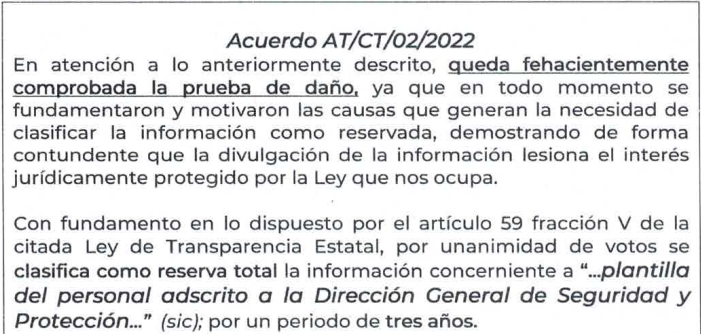 Acuerdo AT/CT/02/2022
En atención a lo anteriormente descrito, queda fehacientemente
comprobada la prueba de daño, ya que en todo momento se
fundamentaron y motivaron las causas que generan la necesidad de
clasificar la información como reservada, demostrando de forma
contundente que la divulgación de la información lesiona el interés
jurídicamente protegido por la Ley que nos ocupa.
Con fundamento en lo dispuesto por el artículo 59 fracción V de la
citada Ley de Transparencia Estatal, por unanimidad de votos se
clasifica como reserva total la información concerniente a "...plantilla
del personal adscrito a la Dirección General de Seguridad y
Protección..." (sic); por un periodo de tres años.